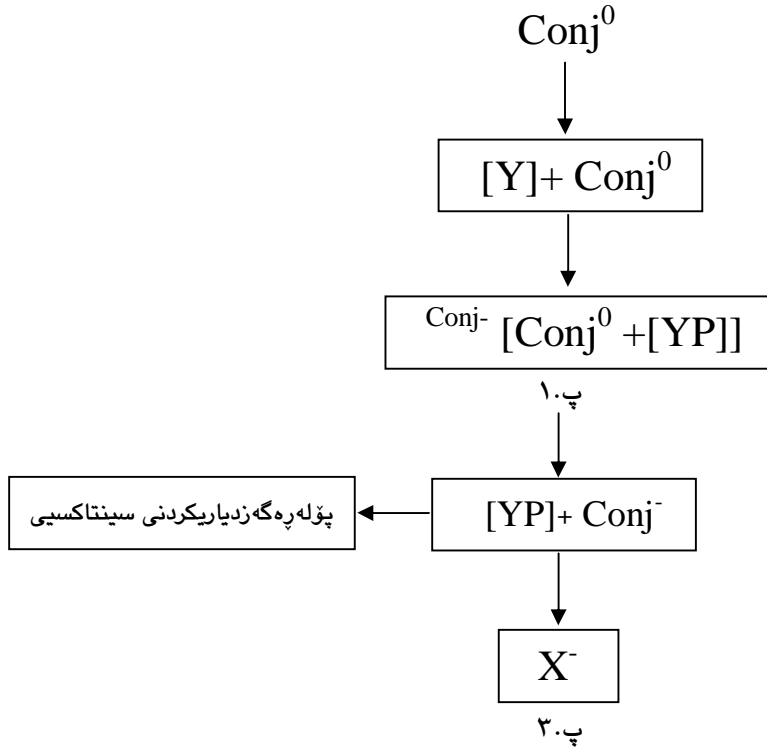 Conj⁰
[Y]+ Conj⁰
Conj- [Conj⁰ +[YP]]
پ.١
[YP]+ Conj⁻
پۆلەڕەگەزدیاریکردنی سینتاکسیی
X⁻
پ.٣